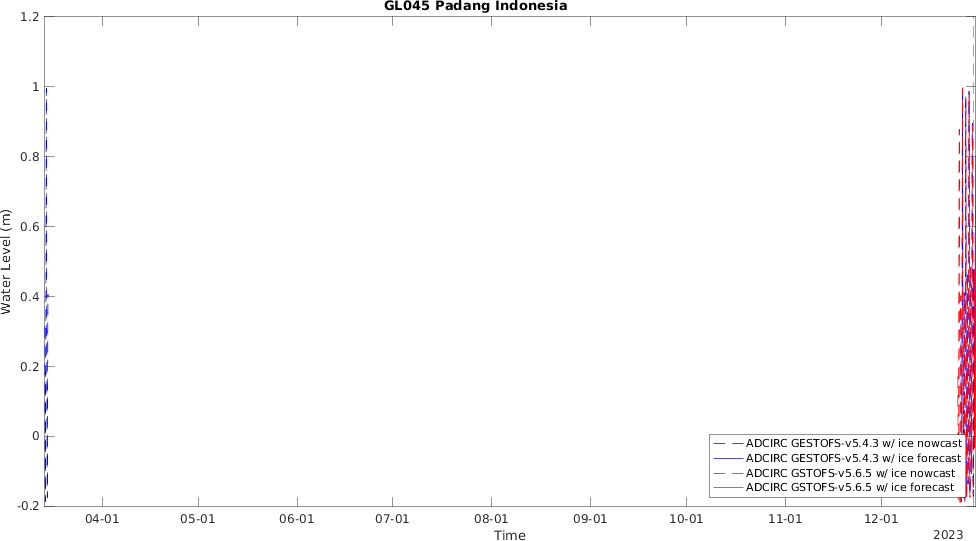 GL045 Padang Indonesia
Water Level (m)
1.2
1
0.8
0.6
0.4
0.2
0
-0.2
ADCIRC GESTOFS-v5.4.3 w/ ice nowcast
ADCIRC GESTOFS-v5.4.3 w/ ice forecast
ADCIRC GSTOFS-v5.6.5 w/ ice nowcast
ADCIRC GSTOFS-v5.6.5 w/ ice forecast
04-01 05-01 06-01 07-01 08-01 09-01 10-01 11-01 12-01
Time
2023